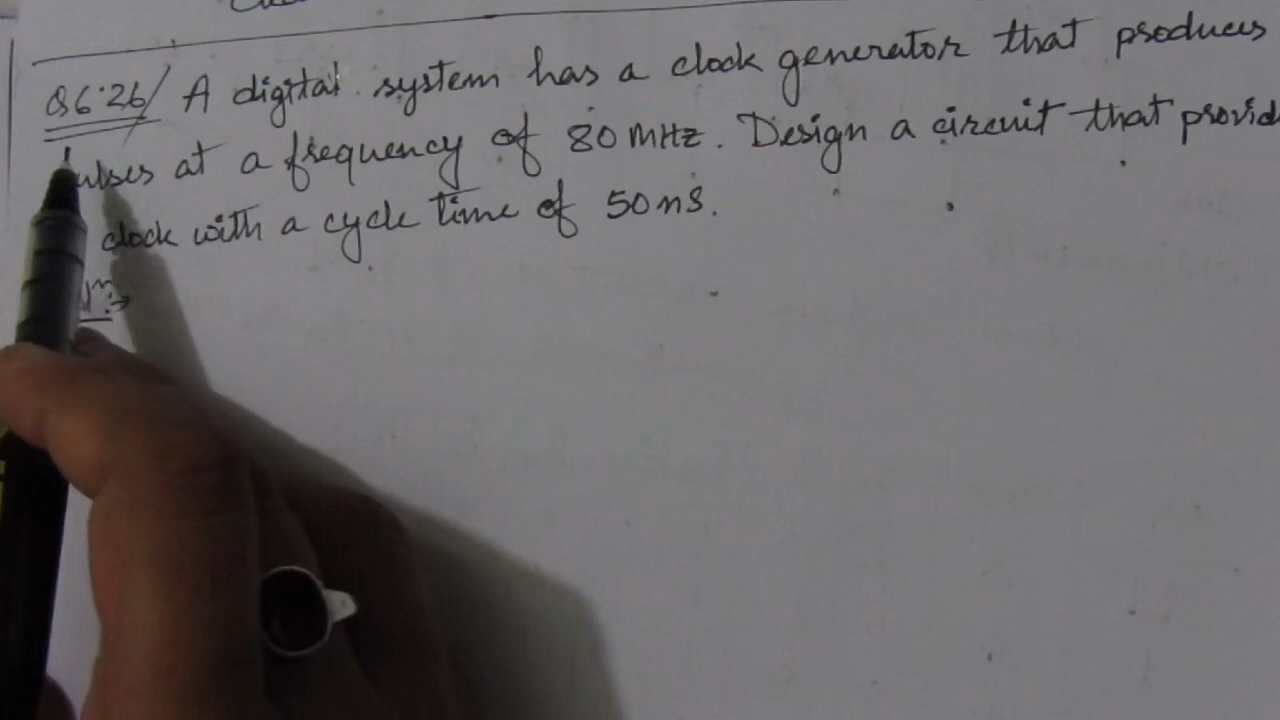 Q6.26/ A digital system has a clock generator that produces
pulses at a frequency of 80 MHz. Design a circuit that provid
clock with a cycle time of 50 ns.